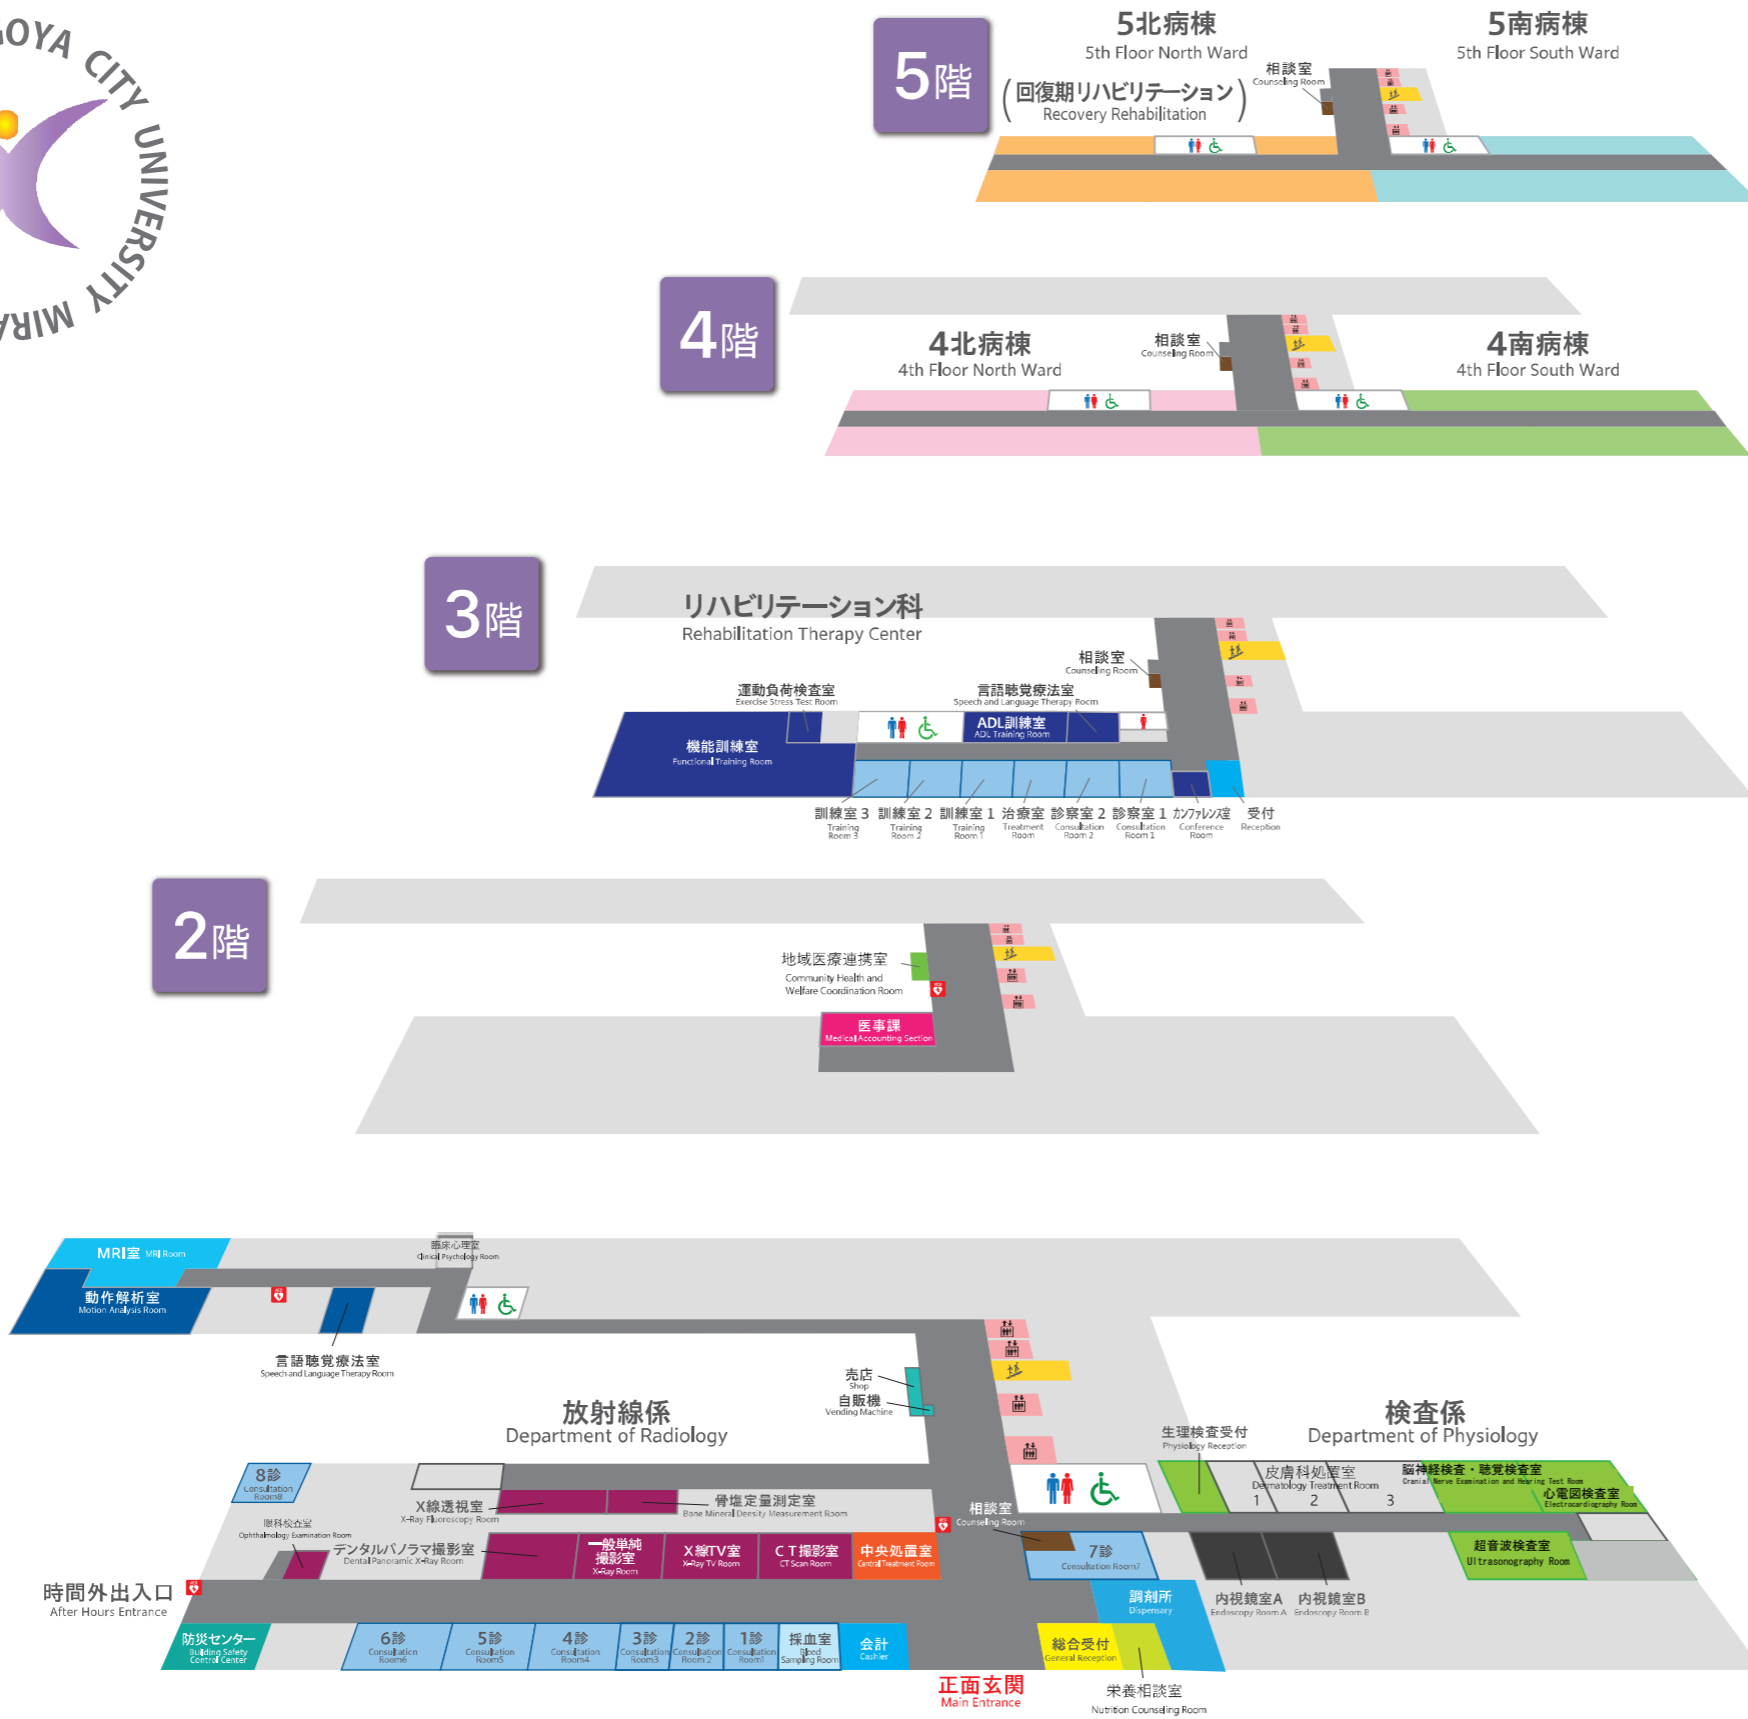 OYA CITY UNIVERSITY MIRA
5階
5北病棟
5th Floor North Ward
(回復期リハビリテーション)
Recovery Rehabilitation
相談室
Counseling Room
5南病棟
5th Floor South Ward
4階
4北病棟
4th Floor North Ward
相談室
Counseling Room
4南病棟
4th Floor South Ward
3階
リハビリテーション科
Rehabilitation Therapy Center
相談室
Counseling Room
運動負荷検査室
Exercise Stress Test Room
言語聴覚療法室
Speech and Language Therapy Room
機能訓練室
Functional Training Room
ADL訓練室
ADL Training Room
訓練室 3
Training
Room 3
訓練室 2
Training
Room 2
訓練室 1
Training
Room 1
治療室
Treatment
Room
診察室 2
Consultation
Room 2
診察室 1
Consultation
Room 1
カンファレンス室
Conference
Room
受付
Reception
2階
地域医療連携室
Community Health and
Welfare Coordination Room
医事課
Medical Accounting Section
MRI室 MRI Room
臨床心理室
Clinical Psychology Room
動作解析室
Motion Analysis Room
言語聴覚療法室
Speech and Language Therapy Room
売店
Shop
自販機
Vending Machine
放射線係
Department of Radiology
検査係
Department of Physiology
生理検査受付
Physiology Reception
8診
Consultation
Room8
X線透視室
X-Ray Fluoroscopy Room
骨塩定量測定室
Bone Mineral Density Measurement Room
相談室
Counseling Room
皮膚科処置室
Dermatology Treatment Room
1 2 3
脳神経検査・聴覚検査室
Cranial Nerve Examination and Hearing Test Room
心電図検査室
Electrocardiography Room
眼科検査室
Ophthalmology Examination Room
デンタルパノラマ撮影室
Dental Panoramic X-Ray Room
一般単純
撮影室
X-Ray Room
X線TV室
X-Ray TV Room
CT撮影室
CT Scan Room
中央処置室
Central Treatment Room
7診
Consultation Room7
超音波検査室
Ultrasonography Room
時間外出入口
After Hours Entrance
調剤所
Dispensary
内視鏡室A
Endoscopy Room A
内視鏡室B
Endoscopy Room B
防災センター
Building Safety
Control Center
6診
Consultation
Room6
5診
Consultation
Room5
4診
Consultation
Room4
3診
Consultation
Room3
2診
Consultation
Room 2
1診
Consultation
Room1
採血室
Blood
Sampling Room
会計
Cashier
総合受付
General Reception
正面玄関
Main Entrance
栄養相談室
Nutrition Counseling Room